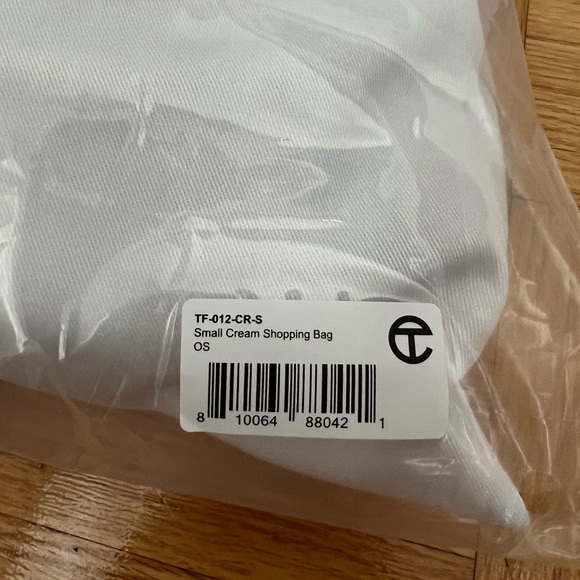 TF-012-CR-S
Small Cream Shopping Bag
OS
8 10064 88042 1